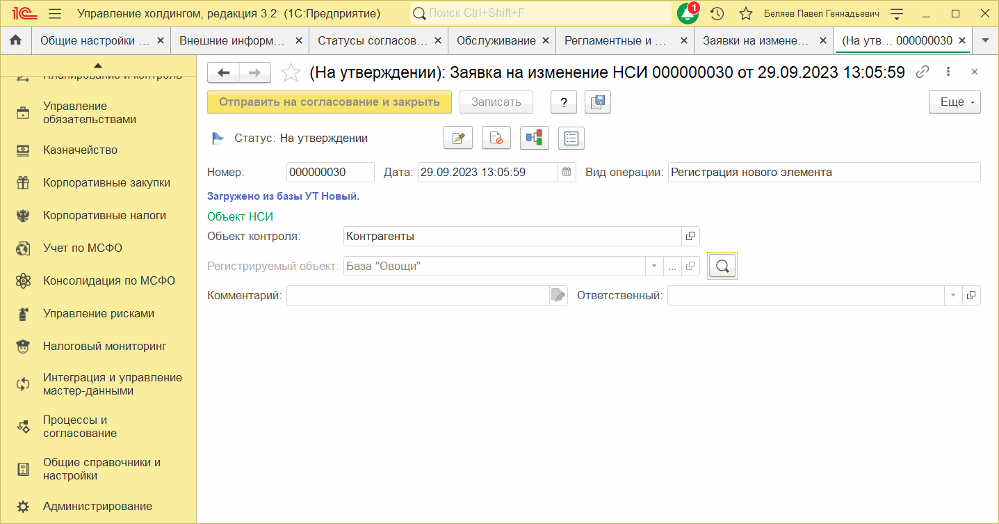 1С Управление холдингом, редакция 3.2 (1С:Предприятие) Поиск Ctrl+Shift+F 1 Беляев Павел Геннадьевич
Общие настройки ... Внешние информ... Статусы согласов... Обслуживание Регламентные и ... Заявки на измене... (На утв... 000000030
Планирование и контроль
Управление
обязательствами
Казначейство
Корпоративные закупки
Корпоративные налоги
Учет по МСФО
Консолидация по МСФО
Управление рисками
Налоговый мониторинг
Интеграция и управление
мастер-данными
Процессы и
согласование
Общие справочники и
настройки
Администрирование
(На утверждении): Заявка на изменение НСИ 000000030 от 29.09.2023 13:05:59
Отправить на согласование и закрыть Записать ? Еще
Статус: На утверждении
Номер: 000000030 Дата: 29.09.2023 13:05:59 Вид операции: Регистрация нового элемента
Загружено из базы УТ Новый.
Объект НСИ
Объект контроля: Контрагенты
Регистрируемый объект: База "Овощи" ...
Комментарий: Ответственный: